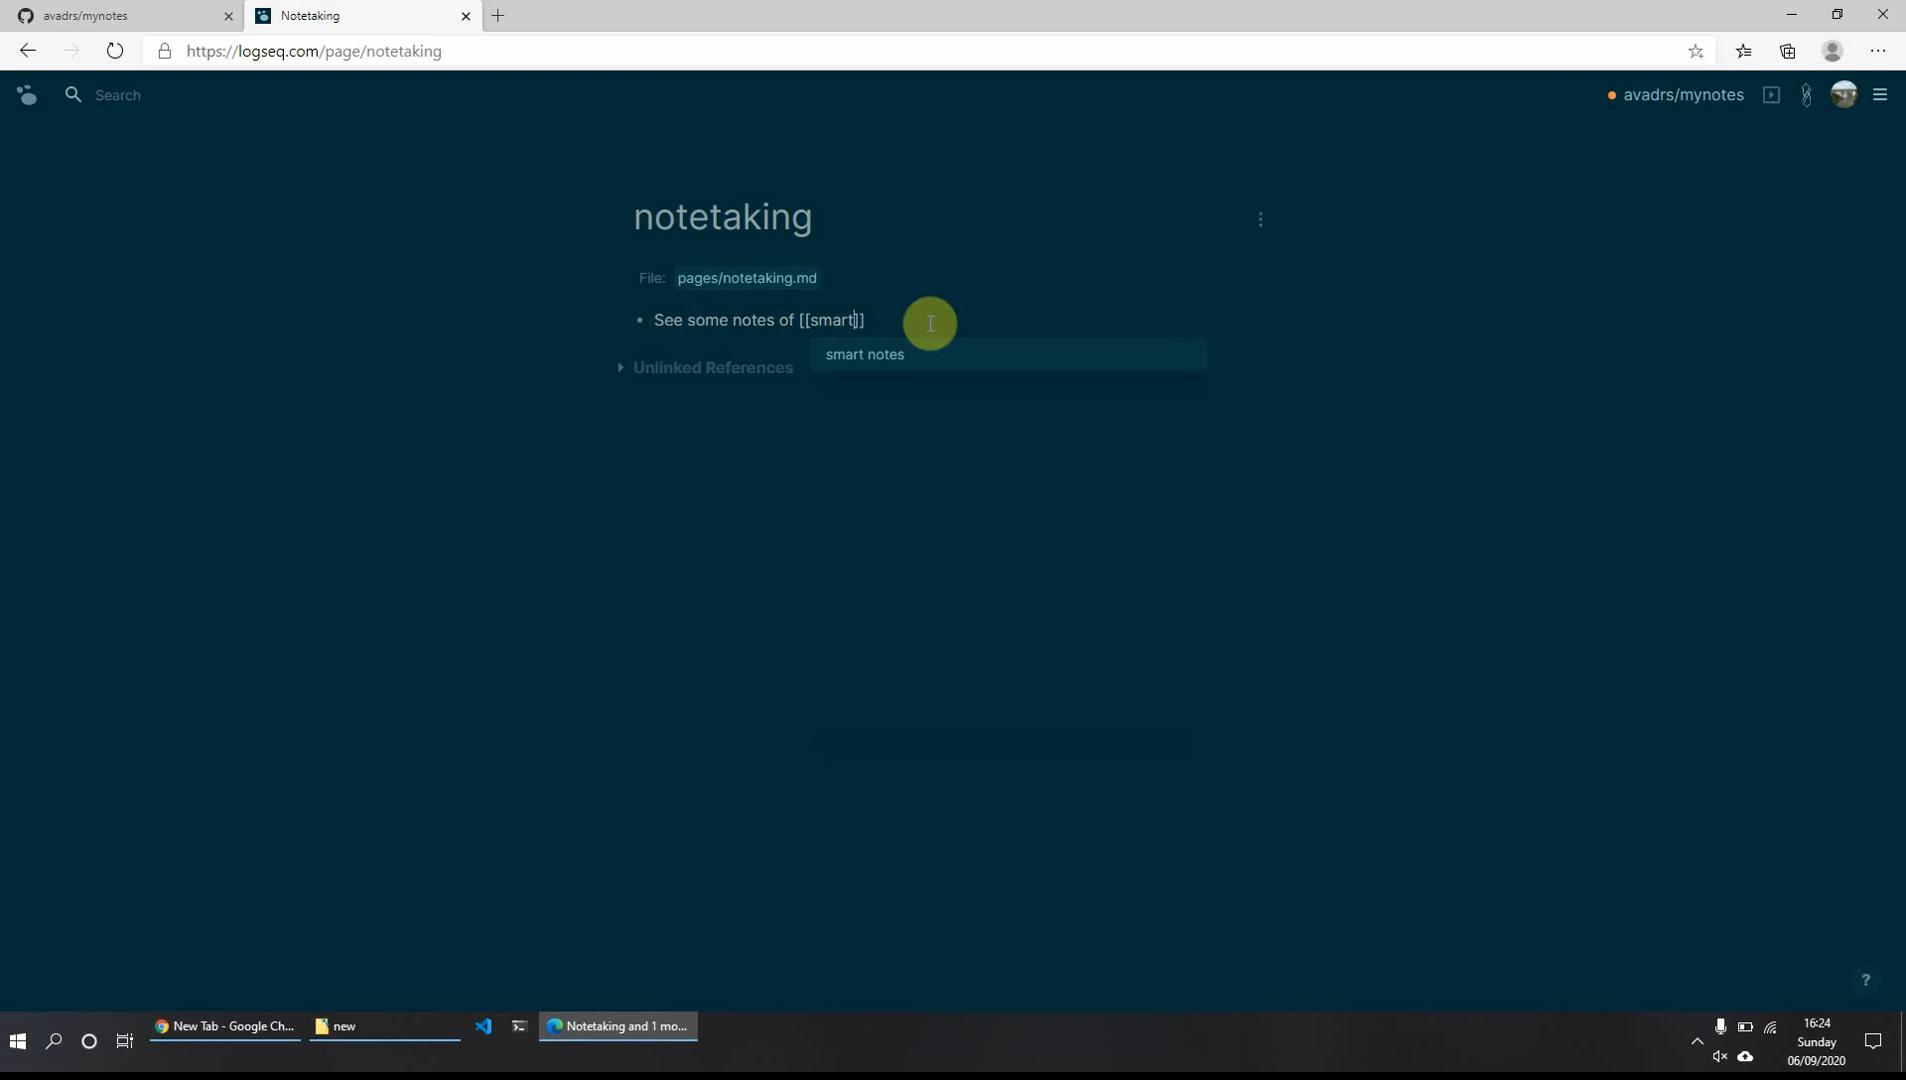 avadrs/mynotes
Notetaking
https://logseq.com/page/notetaking
Search
avadrs/mynotes
notetaking
File: pages/notetaking.md
See some notes of [[smart]]
smart notes
Unlinked References
?
New Tab - Google Ch...
new
Notetaking and 1 mo...
16:24
Sunday
06/09/2020